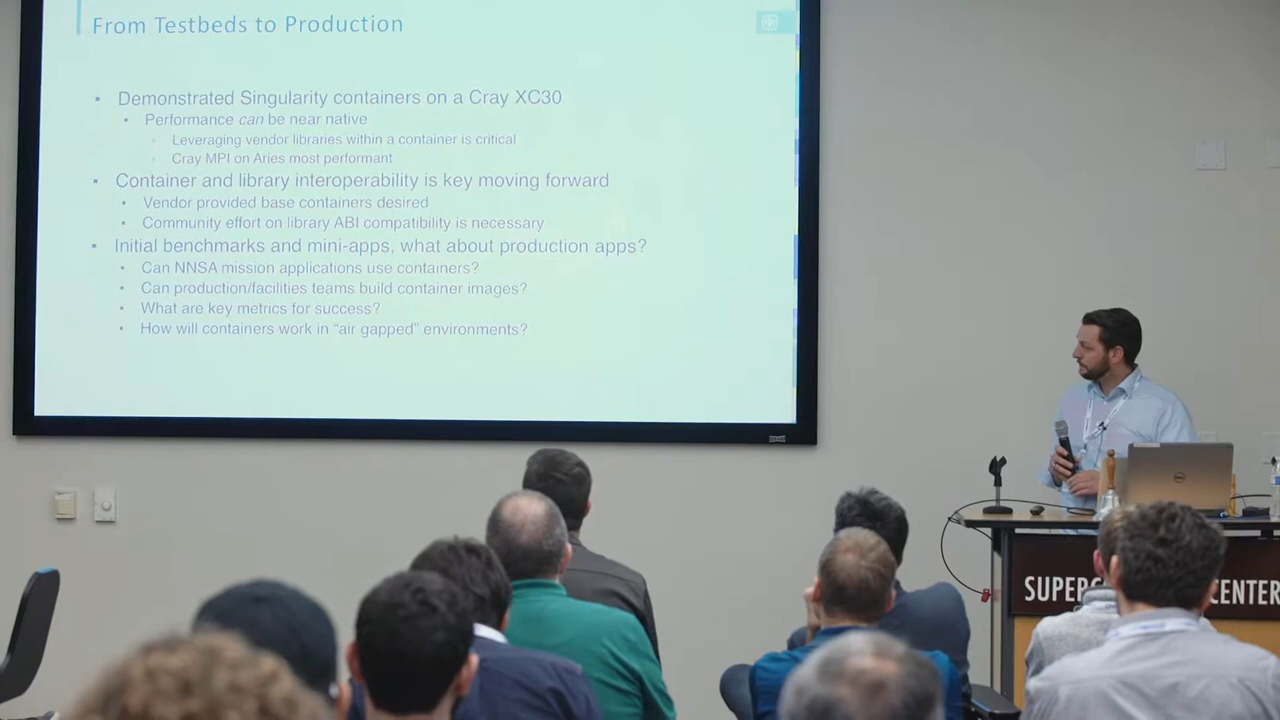 From Testbeds to Production
Demonstrated Singularity containers on a Cray XC30
Performance can be near native
Leveraging vendor libraries within a container is critical
Cray MPI on Aries most performant
Container and library interoperability is key moving forward
Vendor provided base containers desired
Community effort on library ABI compatibility is necessary
Initial benchmarks and mini-apps, what about production apps?
Can NNSA mission applications use containers?
Can production/facilities teams build container images?
What are key metrics for success?
How will containers work in “air gapped” environments?
DELL
SUPERC CENTER